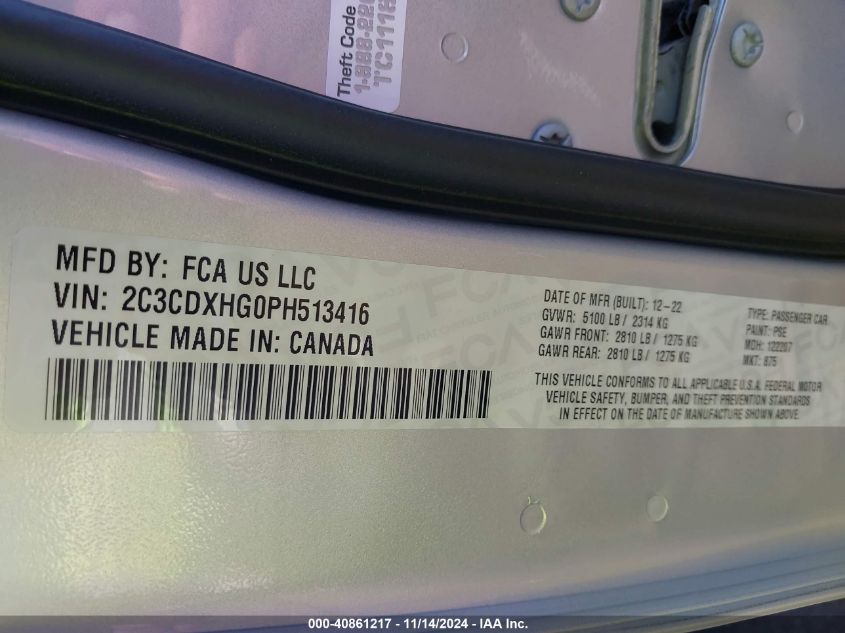 Theft Code
MFD BY: FCA US LLC
VIN: 2C3CDXHG0PH513416
VEHICLE MADE IN: CANADA
DATE OF MFR (BUILT): 12-22
GVWR: 5100 LB / 2314 KG
GAWR FRONT: 2810 LB / 1275 KG
GAWR REAR: 2810 LB / 1275 KG
TYPE: PASSENGER CAR
PAINT: PSE
MDH: 122207
MKT: 875
THIS VEHICLE CONFORMS TO ALL APPLICABLE U.S.A. FEDERAL MOTOR
VEHICLE SAFETY, BUMPER, AND THEFT PREVENTION STANDARDS
IN EFFECT ON THE DATE OF MANUFACTURE SHOWN ABOVE.
000-40861217 - 11/14/2024 - IAA Inc.